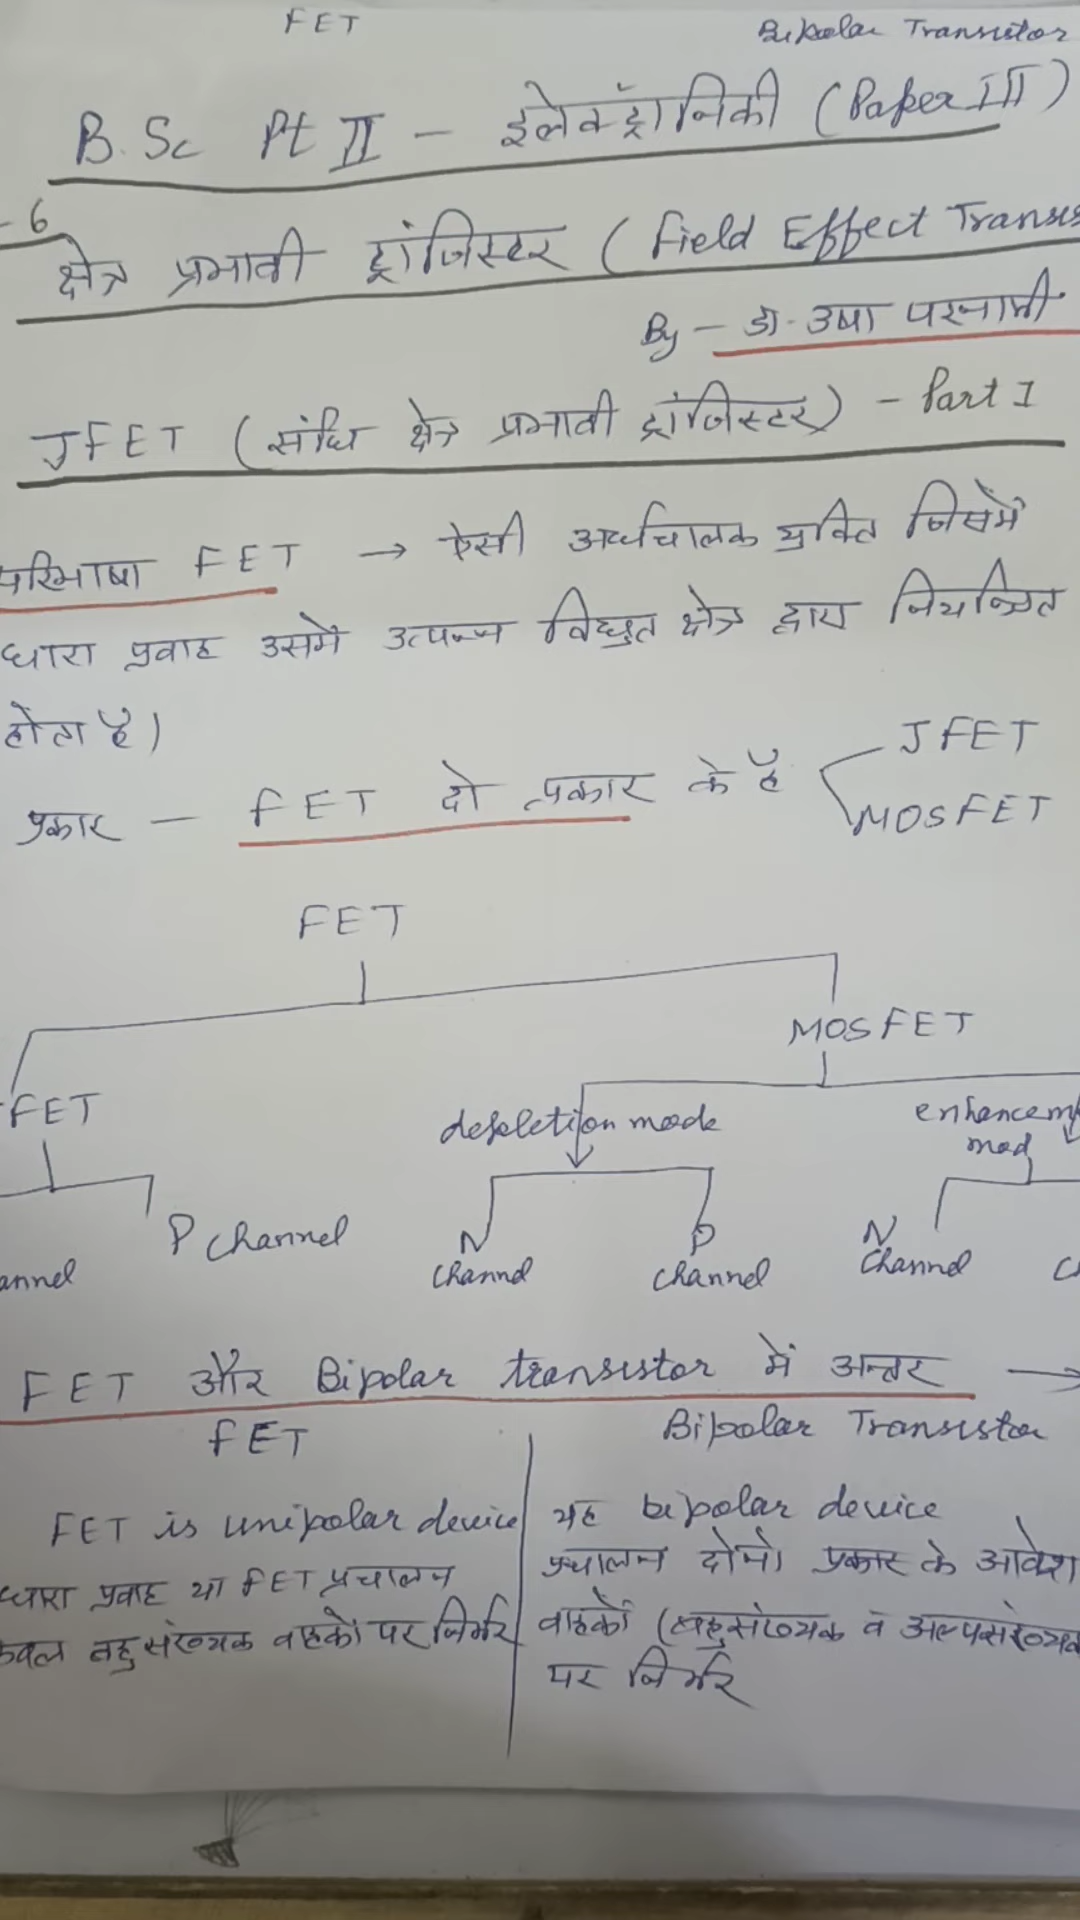 FET Bipolar Transistor
B.Sc Pt II - इलेक्ट्रॉनिकी (Paper III)
-6
क्षेत्र प्रभावी ट्रांजिस्टर (Field Effect Transis
By - डॉ. उषा परनामी
JFET (संधि क्षेत्र प्रभावी ट्रांजिस्टर) - Part I
परिभाषा FET → ऐसी अर्धचालक युक्ति जिसमें
धारा प्रवाह उसमें उत्पन्न विद्युत क्षेत्र द्वारा नियन्त्रित
होता है।
प्रकार - FET दो प्रकार के है JFET
MOSFET
FET
MOSFET
FET
depletion mode enhancem
mod
P channel N P N
annel channel channel channel c
FET और Bipolar transistor में अन्तर →
FET Bipolar Transistor
FET is unipolar device यह bipolar device
धारा प्रवाह या FET प्रचालन प्रचालन दोनो प्रकार के आवेश
केवल बहुसंख्यक वाहकों पर निर्भर वाहकों (बहुसंख्यक व अल्पसंख्यक
पर निर्भर